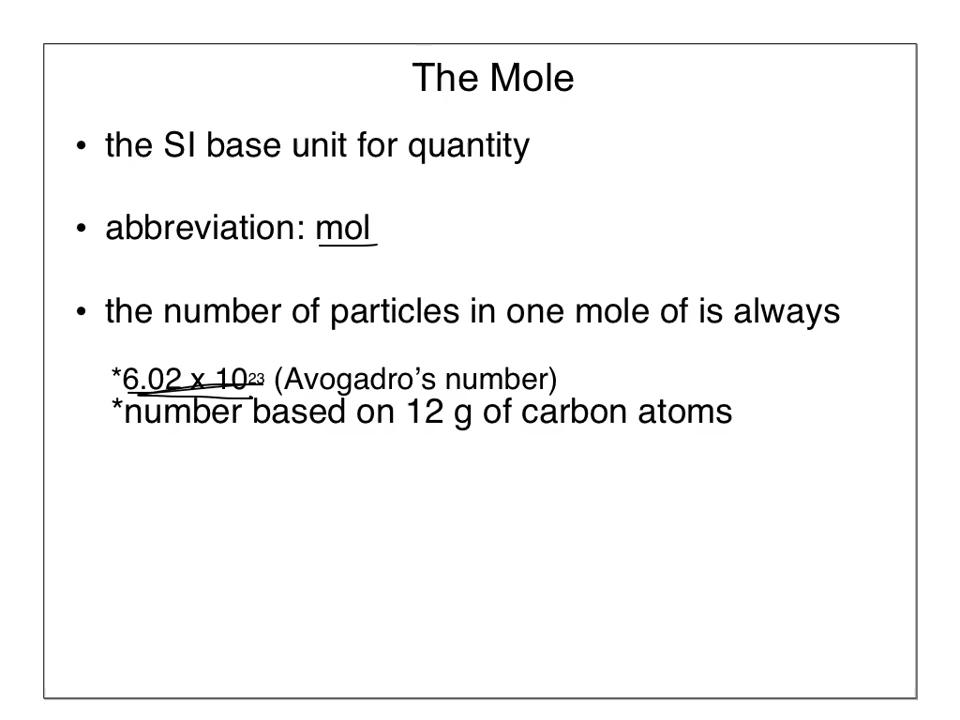 The Mole
• the SI base unit for quantity
• abbreviation: mol
• the number of particles in one mole of is always
*6.02 x 10²³ (Avogadro’s number)
*number based on 12 g of carbon atoms